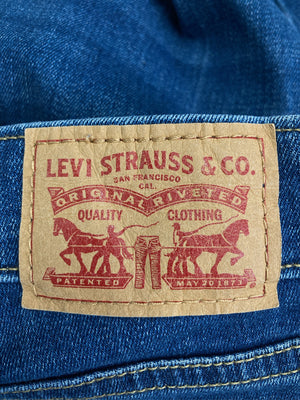 LEVI STRAUSS & CO.
SAN FRANCISCO
CAL.
ORIGINAL RIVETED
QUALITY CLOTHING
PATENTED MAY 20 1873